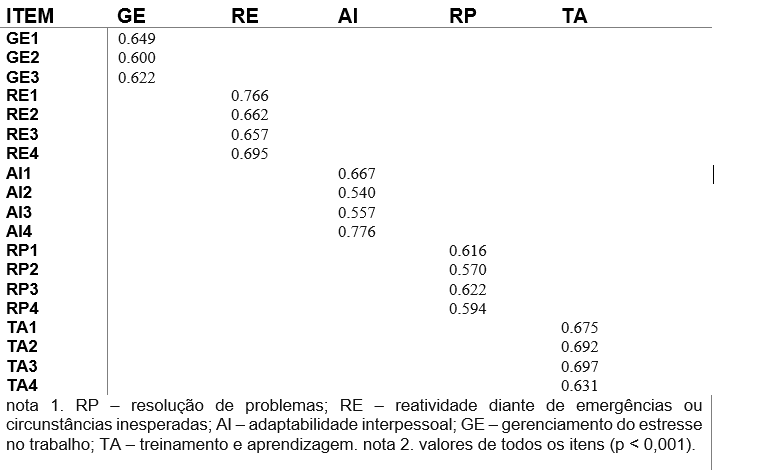 ITEM GE RE AI RP TA
GE1 0.649
GE2 0.600
GE3 0.622
RE1 0.766
RE2 0.662
RE3 0.657
RE4 0.695
AI1 0.667
AI2 0.540
AI3 0.557
AI4 0.776
RP1 0.616
RP2 0.570
RP3 0.622
RP4 0.594
TA1 0.675
TA2 0.692
TA3 0.697
TA4 0.631
nota 1. RP – resolução de problemas; RE – reatividade diante de emergências ou
circunstâncias inesperadas; AI – adaptabilidade interpessoal; GE – gerenciamento do estresse
no trabalho; TA – treinamento e aprendizagem. nota 2. valores de todos os itens (p < 0,001).